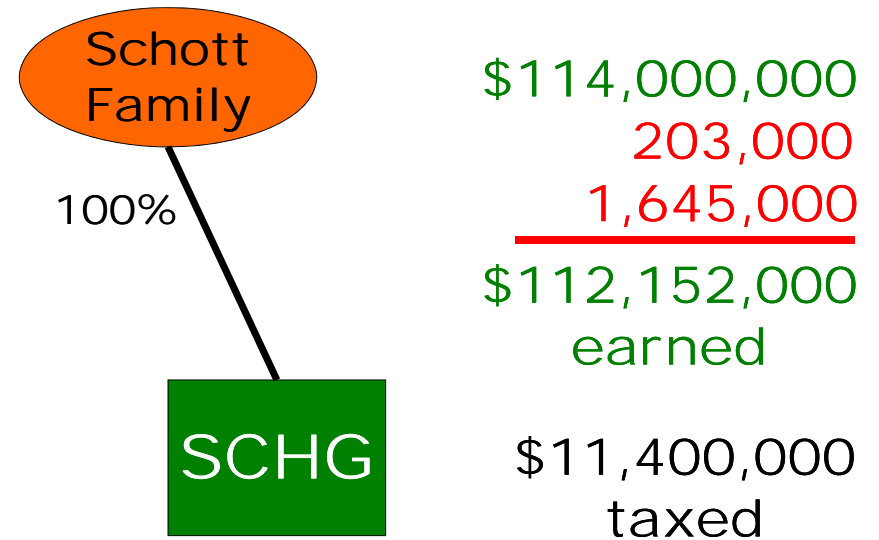 Schott
Family
100%
SCHG
$114,000,000
203,000
1,645,000
$112,152,000
earned
$11,400,000
taxed